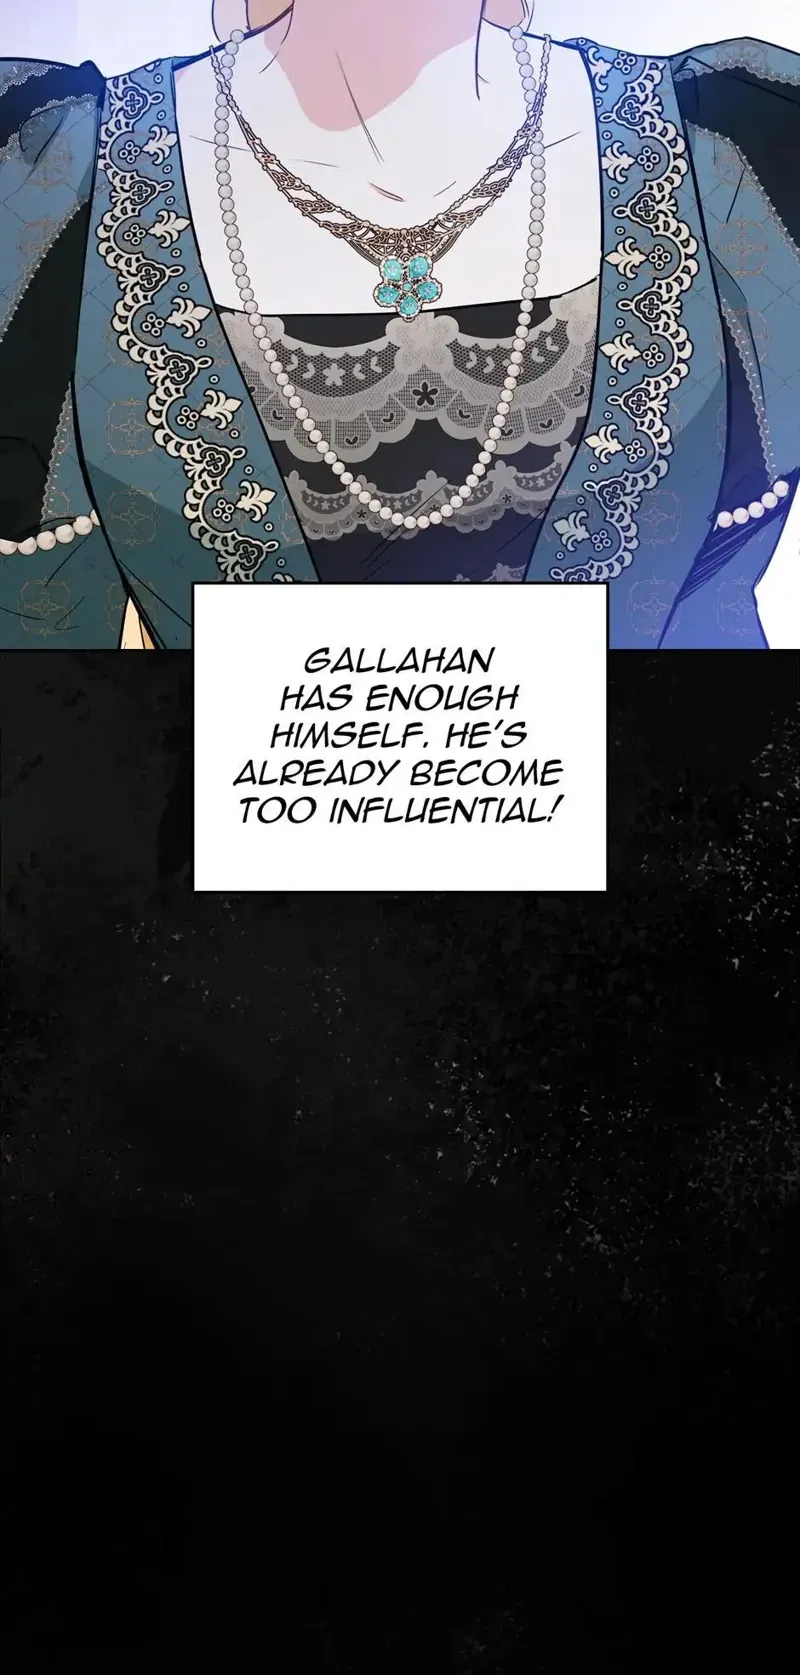 GALLAHAN
HAS ENOUGH
HIMSELF. HE'S
ALREADY BECOME
TOO INFLUENTIAL!